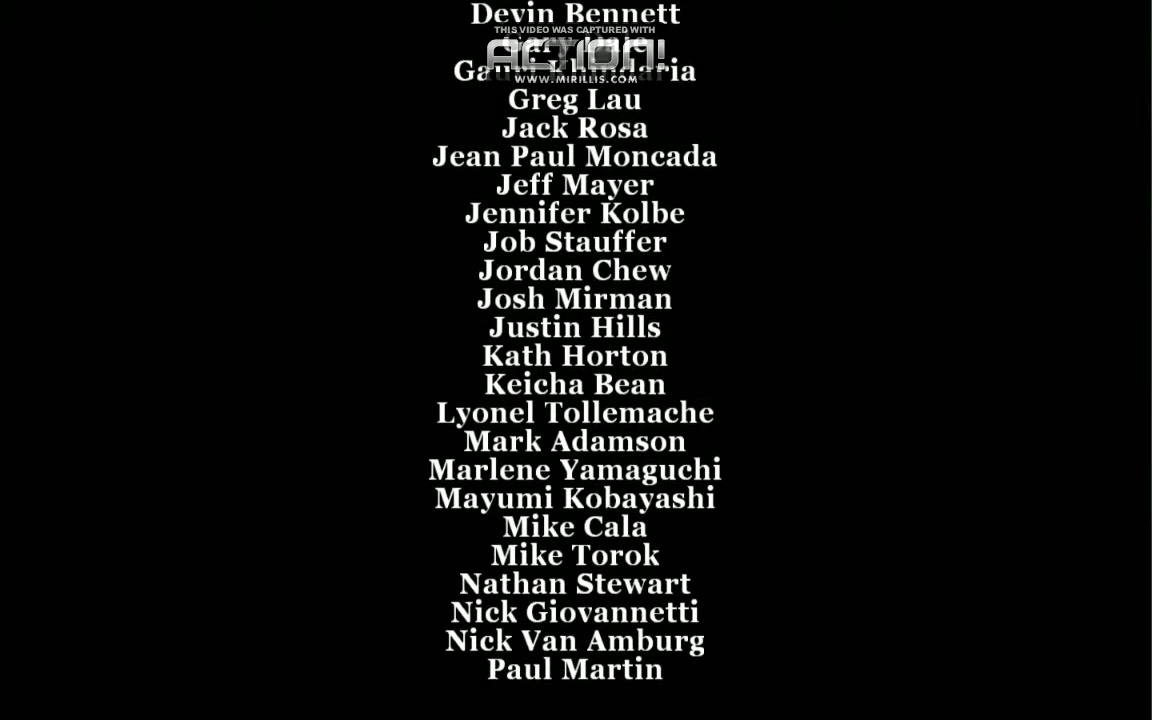 Devin Bennett
THIS VIDEO WAS CAPTURED WITH
ACTION!
WWW.MIRILLIS.COM
Greg Lau
Jack Rosa
Jean Paul Moncada
Jeff Mayer
Jennifer Kolbe
Job Stauffer
Jordan Chew
Josh Mirman
Justin Hills
Kath Horton
Keicha Bean
Lyonel Tollemache
Mark Adamson
Marlene Yamaguchi
Mayumi Kobayashi
Mike Cala
Mike Torok
Nathan Stewart
Nick Giovannetti
Nick Van Amburg
Paul Martin